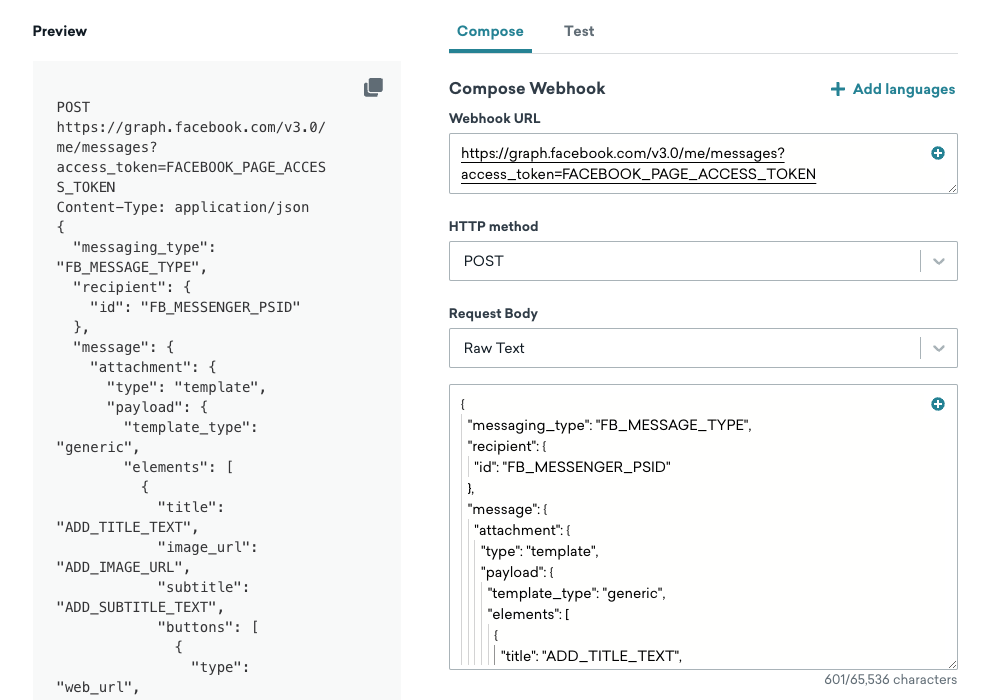 Preview
POST
https://graph.facebook.com/v3.0/
me/messages?
access_token=FACEBOOK_PAGE_ACCES
S_TOKEN
Content-Type: application/json
{
  "messaging_type":
"FB_MESSAGE_TYPE",
  "recipient": {
    "id": "FB_MESSENGER_PSID"
  },
  "message": {
    "attachment": {
      "type": "template",
      "payload": {
        "template_type":
"generic",
        "elements": [
          {
            "title":
"ADD_TITLE_TEXT",
            "image_url":
"ADD_IMAGE_URL",
            "subtitle":
"ADD_SUBTITLE_TEXT",
            "buttons": [
              {
                "type":
"web_url",
Compose Test
Compose Webhook
Add languages
Webhook URL
https://graph.facebook.com/v3.0/me/messages?
access_token=FACEBOOK_PAGE_ACCESS_TOKEN
HTTP method
POST
Request Body
Raw Text
{
  "messaging_type": "FB_MESSAGE_TYPE",
  "recipient": {
    "id": "FB_MESSENGER_PSID"
  },
  "message": {
    "attachment": {
      "type": "template",
      "payload": {
        "template_type": "generic",
        "elements": [
          {
            "title": "ADD_TITLE_TEXT",
601/65,536 characters